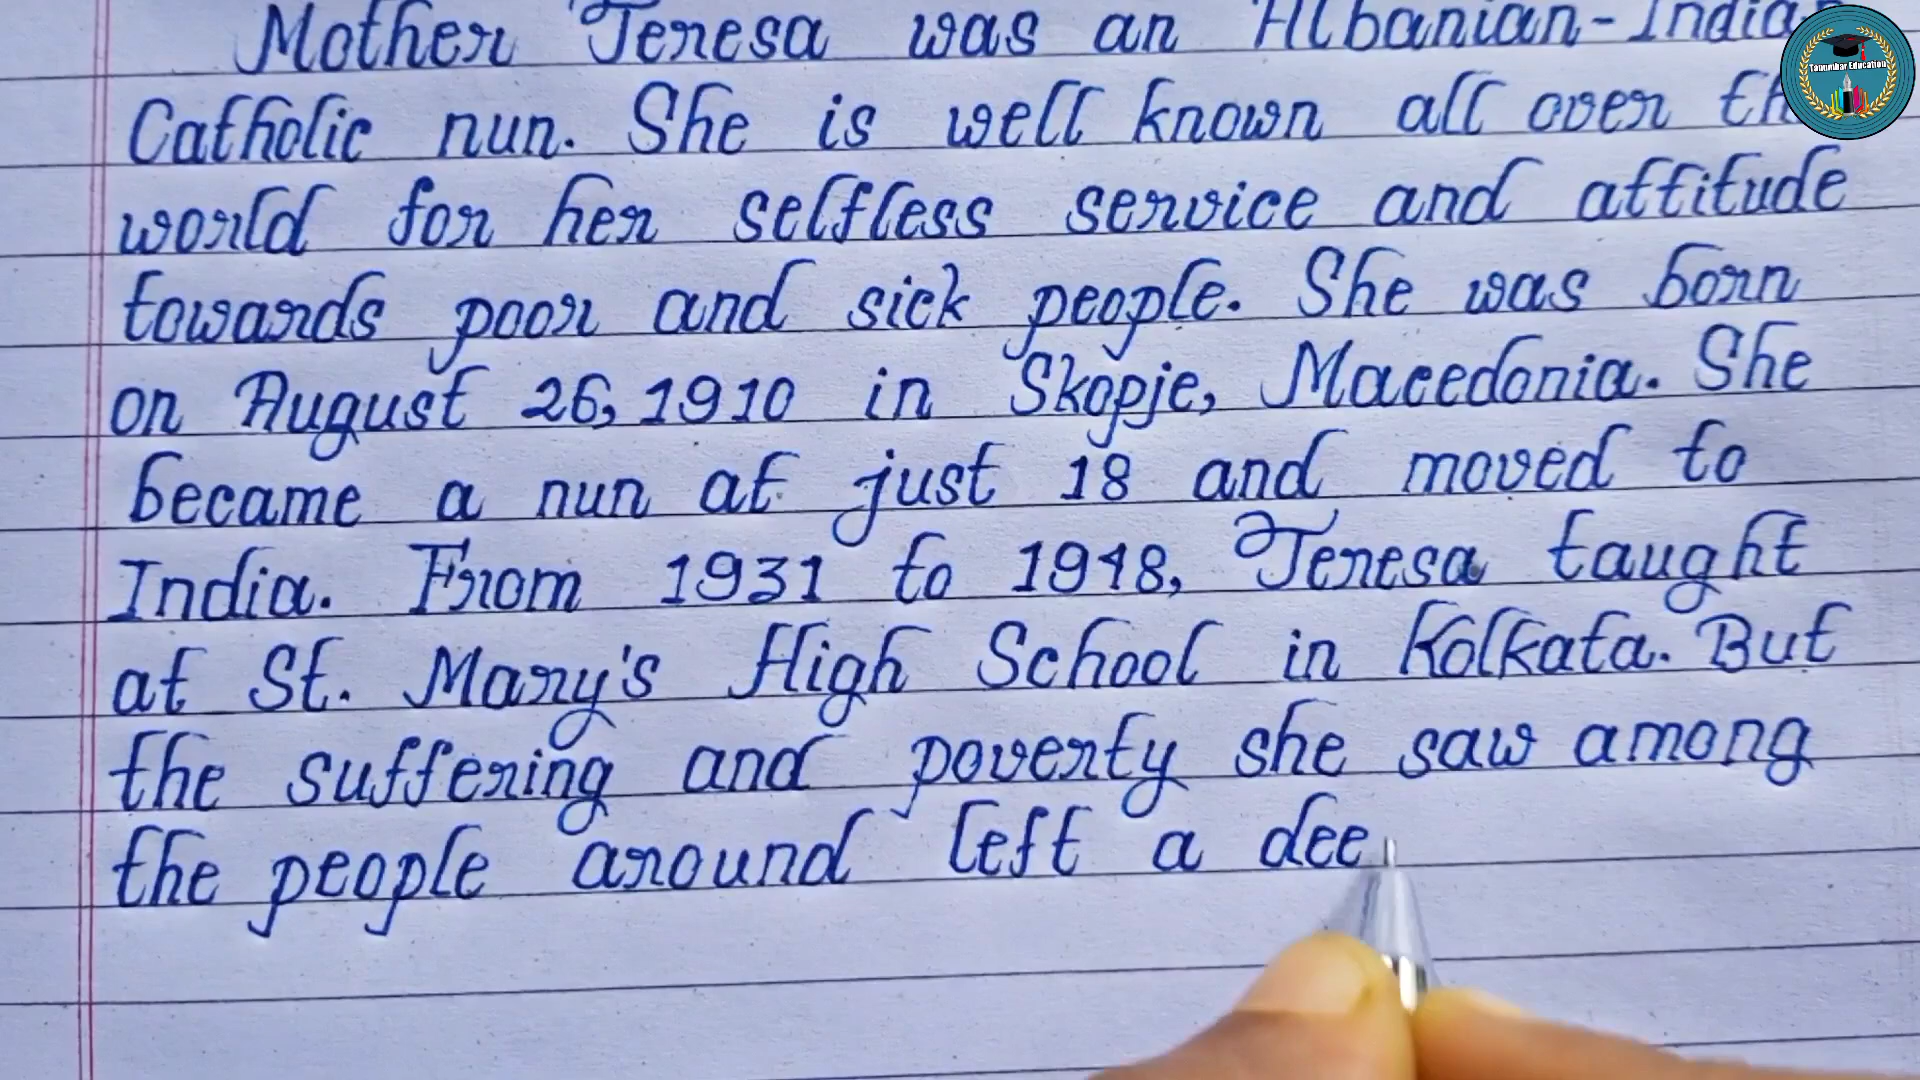 Mother Teresa was an Albanian-India
Tanumbar Education
Catholic nun. She is well known all over th
world for her selfless service and attitude
towards poor and sick people. She was born
on August 26, 1910 in Skopje, Macedonia. She
became a nun at just 18 and moved to
India. From 1931 to 1948, Teresa taught
at St. Mary's High School in Kolkata. But
the suffering and poverty she saw among
the people around left a dee